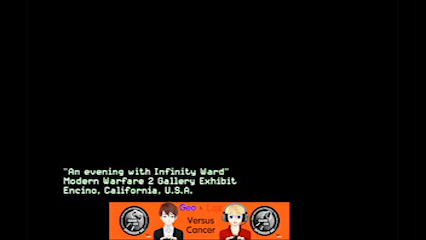 "An evening with Infinity Ward"
Modern Warfare 2 Gallery Exhibit
Encino, California, U.S.A.
Versus
Cancer